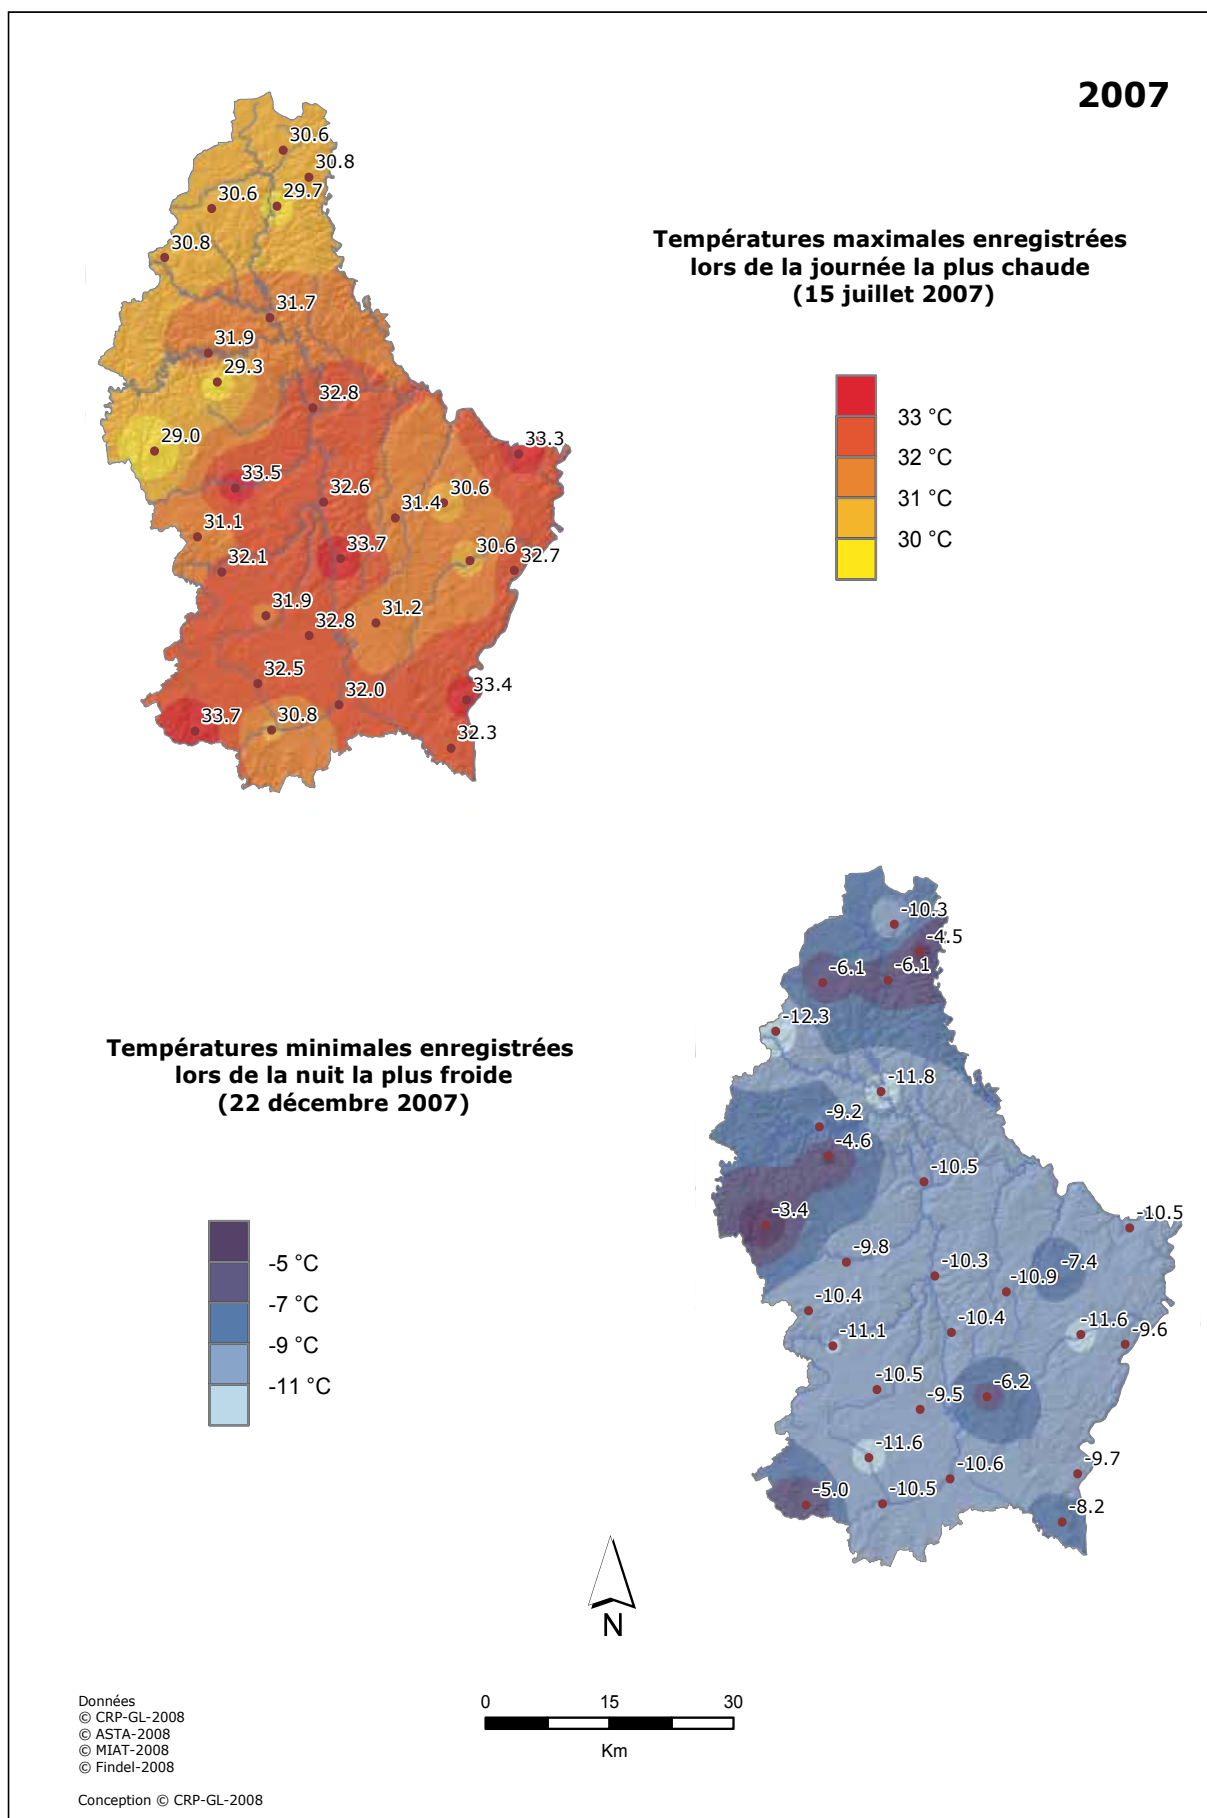 2007
30.6
30.8
30.6
29.7
30.8
31.7
31.9
29.3
32.8
29.0
33.3
33.5
32.6
30.6
31.4
31.1
33.7
30.6
32.1
32.7
31.9
31.2
32.8
32.5
32.0
33.4
33.7
30.8
32.3
Températures maximales enregistrées
lors de la journée la plus chaude
(15 juillet 2007)
33 °C
32 °C
31 °C
30 °C
Températures minimales enregistrées
lors de la nuit la plus froide
(22 décembre 2007)
-5 °C
-7 °C
-9 °C
-11 °C
-10.3
-4.5
-6.1
-6.1
-12.3
-11.8
-9.2
-4.6
-10.5
-3.4
-10.5
-9.8
-10.3
-7.4
-10.9
-10.4
-10.4
-11.6
-11.1
-9.6
-10.5
-9.5
-6.2
-11.6
-10.6
-9.7
-5.0
-10.5
-8.2
N
0 15 30
Km
Données
© CRP-GL-2008
© ASTA-2008
© MIAT-2008
© Findel-2008
Conception © CRP-GL-2008